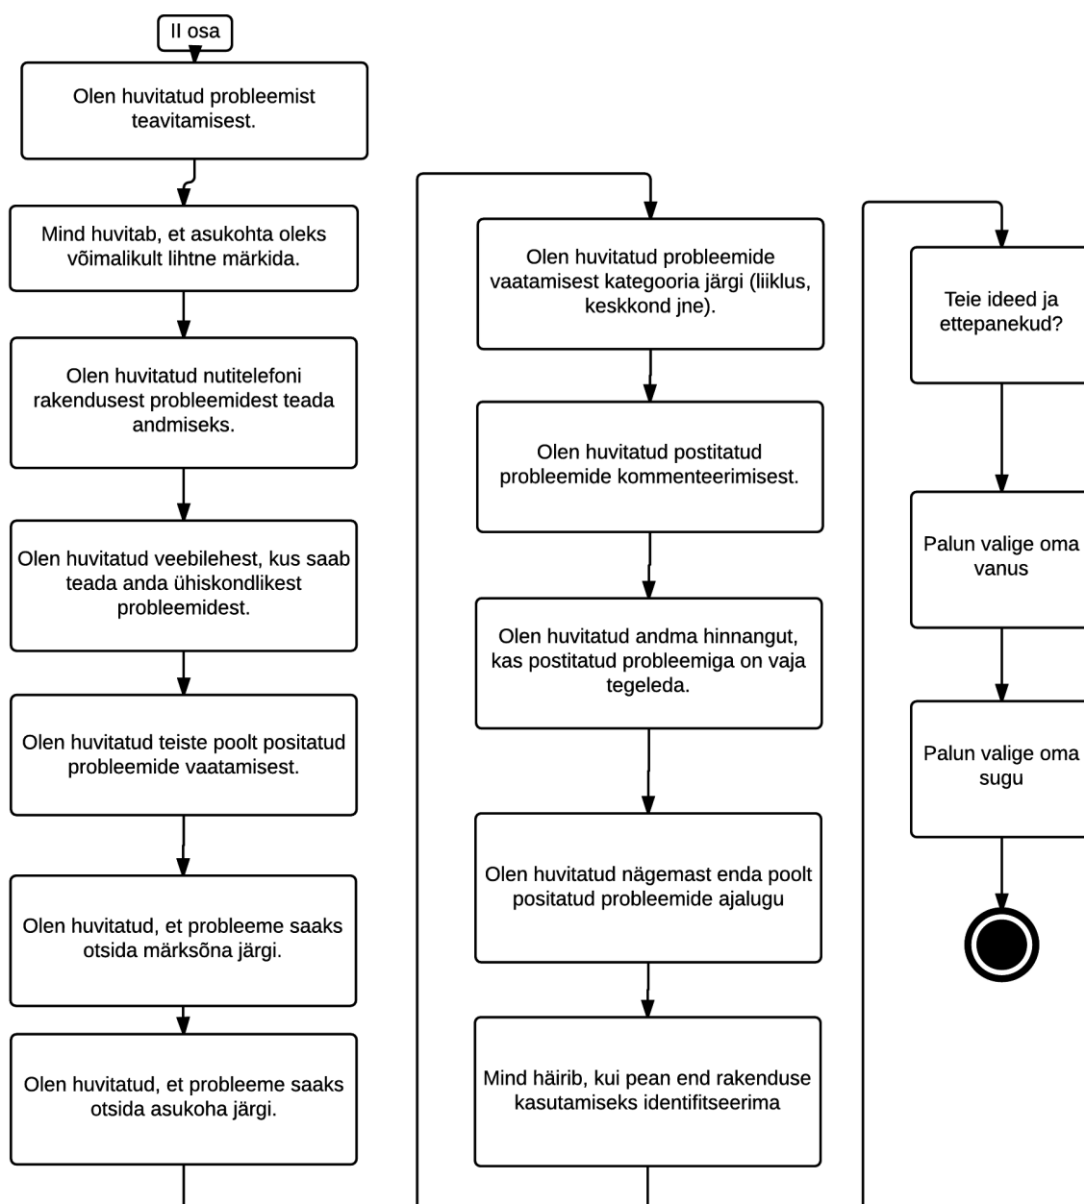 II osa
Olen huvitatud probleemist
teavitamisest.
Mind huvitab, et asukohta oleks
võimalikult lihtne märkida.
Olen huvitatud nutitelefoni
rakendusest probleemidest teada
andmiseks.
Olen huvitatud veebilehest, kus saab
teada anda ühiskondlikest
probleemidest.
Olen huvitatud teiste poolt positatud
probleemide vaatamisest.
Olen huvitatud, et probleeme saaks
otsida märksõna järgi.
Olen huvitatud, et probleeme saaks
otsida asukoha järgi.
Olen huvitatud probleemide
vaatamisest kategooria järgi (liiklus,
keskkond jne).
Olen huvitatud postitatud
probleemide kommenteerimisest.
Olen huvitatud andma hinnangut,
kas postitatud probleemiga on vaja
tegeleda.
Olen huvitatud nägemast enda poolt
positatud probleemide ajalugu
Mind häirib, kui pean end rakenduse
kasutamiseks identifitseerima
Teie ideed ja
ettepanekud?
Palun valige oma
vanus
Palun valige oma
sugu